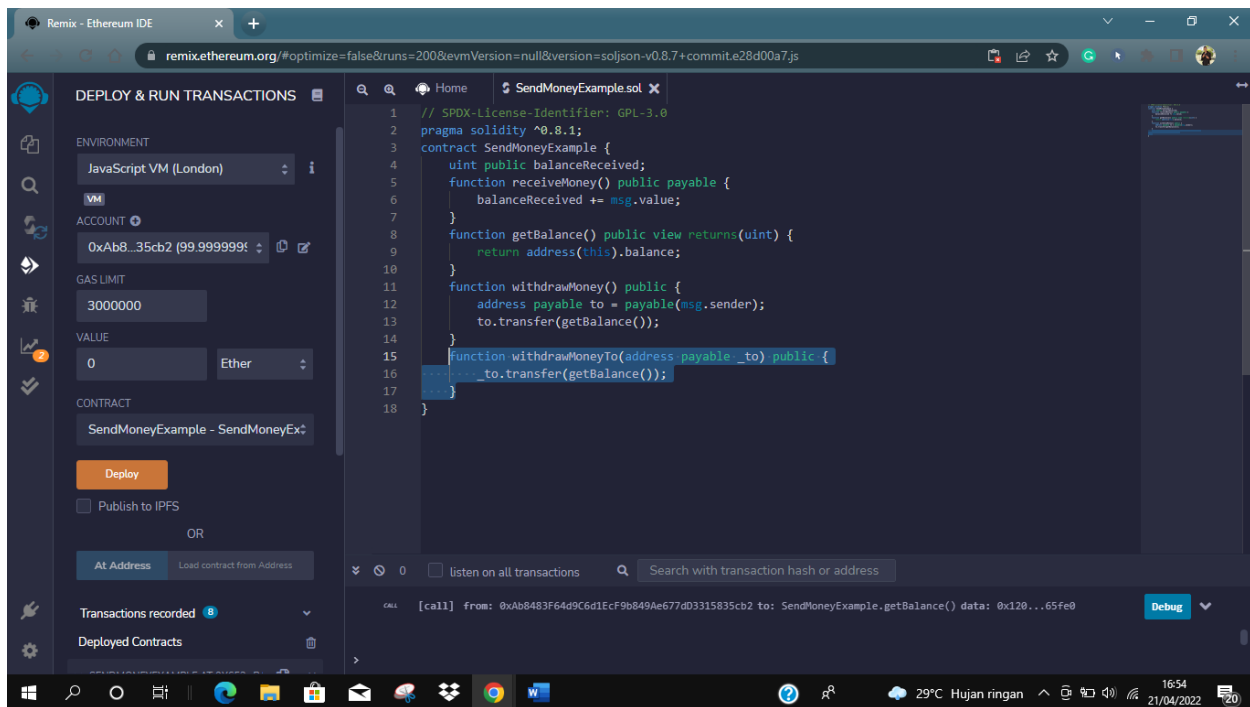 Remix - Ethereum IDE
remix.ethereum.org/#optimize=false&runs=200&evmVersion=null&version=soljson-v0.8.7+commit.e28d00a7.js
DEPLOY & RUN TRANSACTIONS
ENVIRONMENT
JavaScript VM (London)
VM
ACCOUNT
0xAb8...35cb2 (99.9999999
GAS LIMIT
3000000
VALUE
0 Ether
CONTRACT
SendMoneyExample - SendMoneyEx
Deploy
Publish to IPFS
OR
At Address Load contract from Address
Transactions recorded 8
Deployed Contracts
2
Home SendMoneyExample.sol
1 // SPDX-License-Identifier: GPL-3.0
2 pragma solidity ^0.8.1;
3 contract SendMoneyExample {
4 uint public balanceReceived;
5 function receiveMoney() public payable {
6 balanceReceived += msg.value;
7 }
8 function getBalance() public view returns(uint) {
9 return address(this).balance;
10 }
11 function withdrawMoney() public {
12 address payable to = payable(msg.sender);
13 to.transfer(getBalance());
14 }
15 function withdrawMoneyTo(address payable _to) public {
16 _to.transfer(getBalance());
17 }
18 }
0 listen on all transactions Search with transaction hash or address
CALL [call] from: 0xAb8483F64d9C6d1EcF9b849Ae677dD3315835cb2 to: SendMoneyExample.getBalance() data: 0x120...65fe0 Debug
>
29°C Hujan ringan 16:54
21/04/2022 20